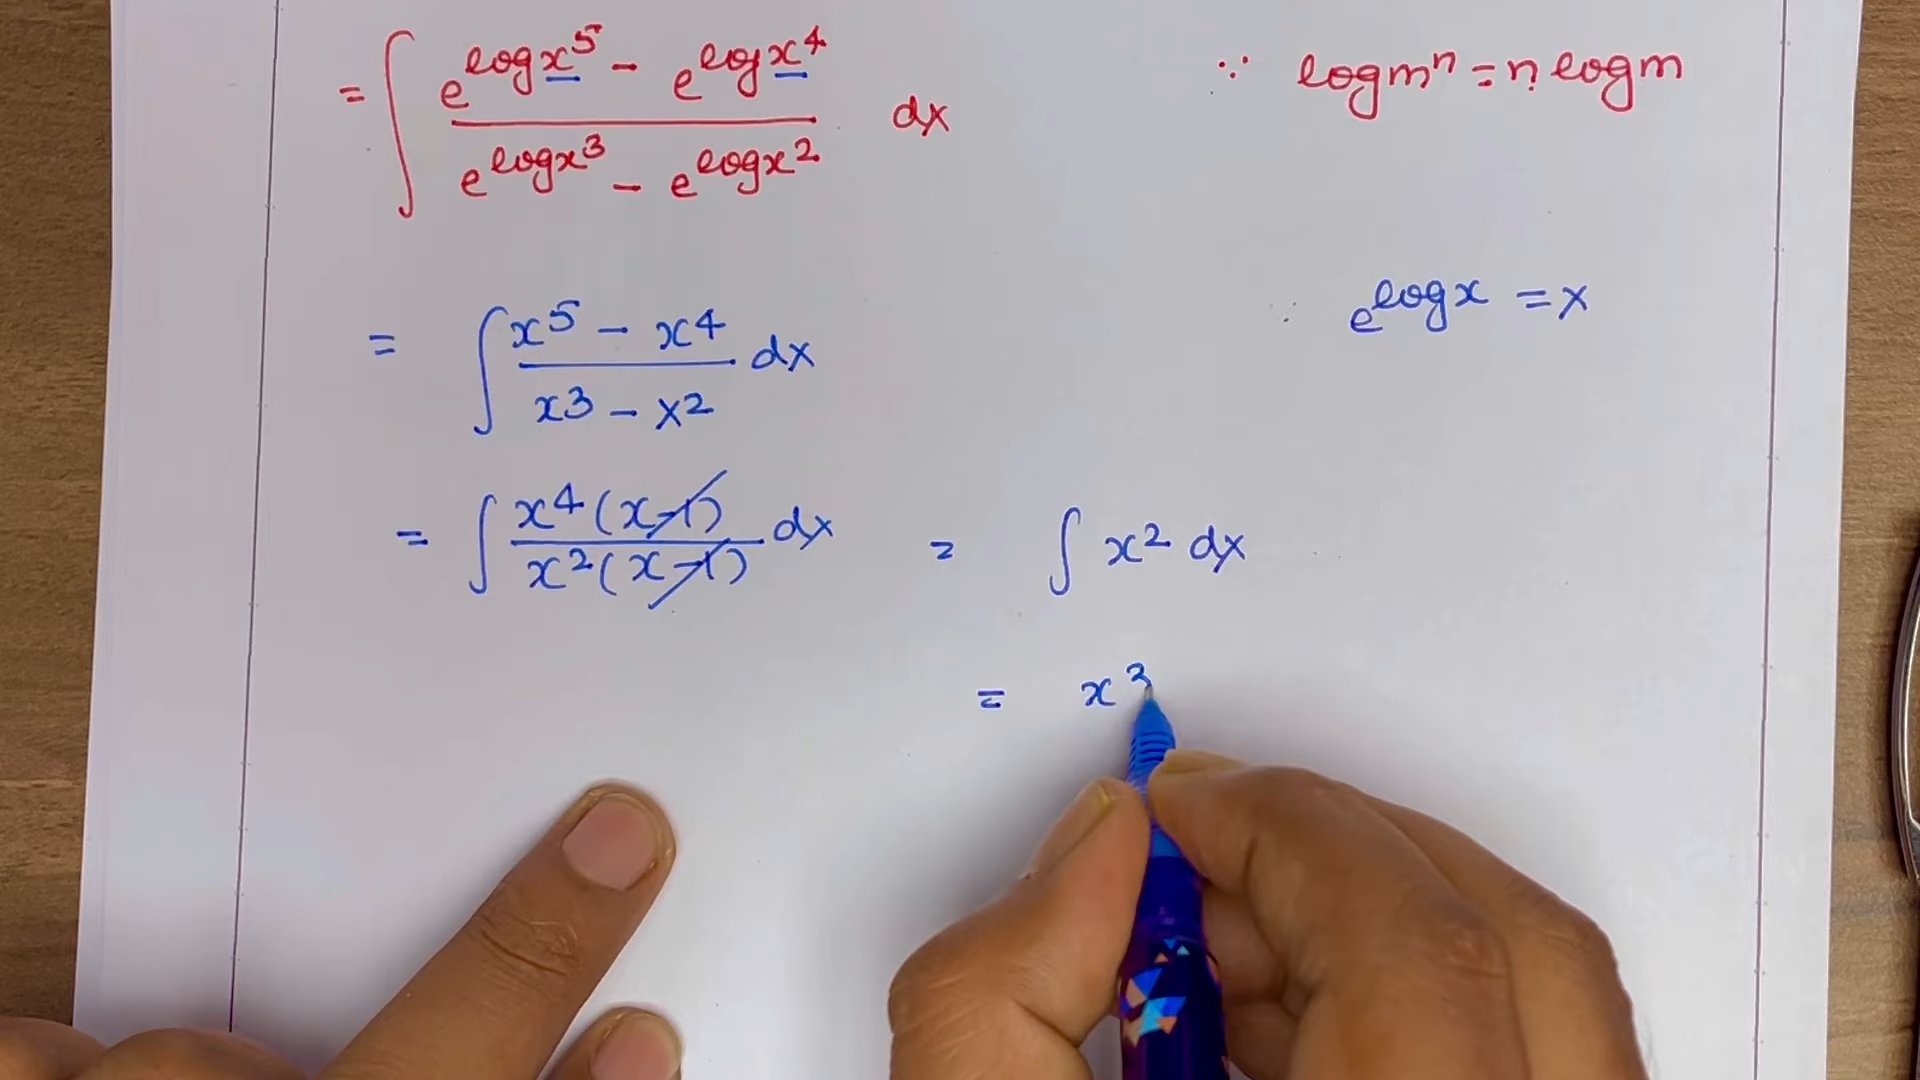 = ∫ (e^{log x^5} - e^{log x^4}) / (e^{log x^3} - e^{log x^2}) dx
∵ log m^n = n log m
= ∫ (x^5 - x^4) / (x^3 - x^2) dx
e^{log x} = x
= ∫ (x^4 (x-1)) / (x^2 (x-1)) dx = ∫ x^2 dx
= x^3